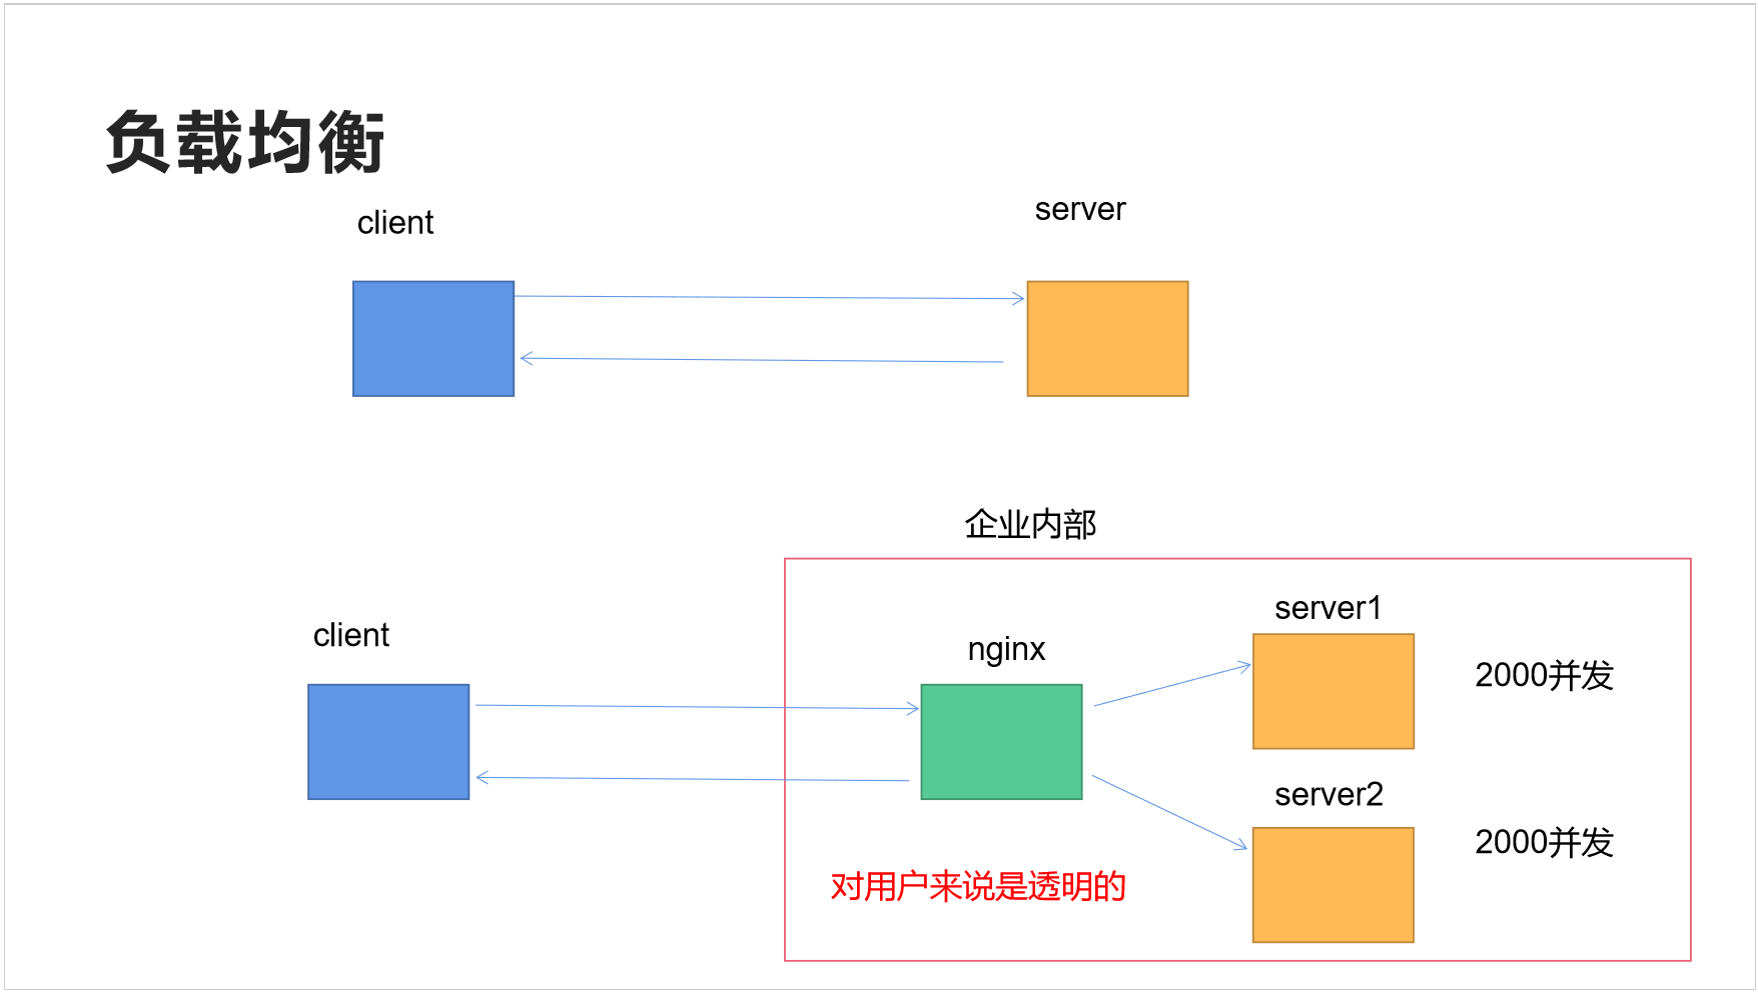 负载均衡
client
server
企业内部
client
nginx
server1
2000并发
server2
2000并发
对用户来说是透明的